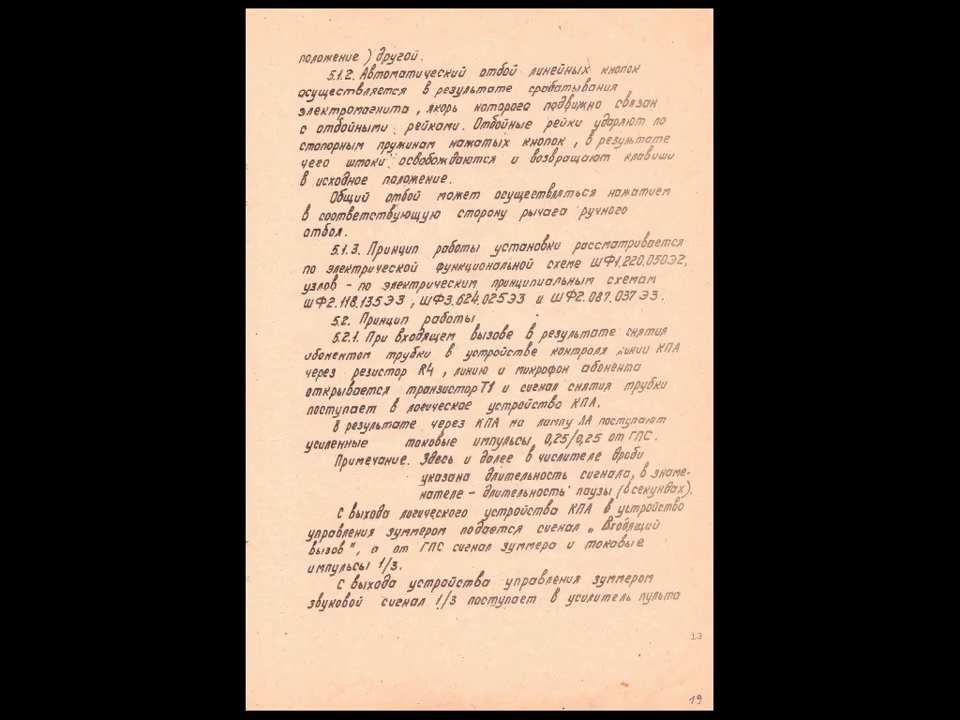 положение) другой.
5.1.2. Автоматический отбой линейных кнопок
осуществляется в результате срабатывания
электромагнита, якорь которого подвижно связан
с отбойными рейками. Отбойные рейки ударяют по
стопорным пружинам нажатых кнопок, в результате
чего штоки освобождаются и возвращают клавиши
в исходное положение.
Общий отбой может осуществляться нажатием
в соответствующую сторону рычага ручного
отбоя.
5.1.3. Принцип работы установки рассматривается
по электрической функциональной схеме ШФ1.220.050Э2,
узлов - по электрическим принципиальным схемам
ШФ2.118.135Э3, ШФ3.624.025Э3 и ШФ2.087.037Э3.
5.2. Принцип работы
5.2.1. При входящем вызове в результате снятия
абонентом трубки в устройстве контроля линии КПА
через резистор R4, линию и микрофон абонента
открывается транзистор Т1 и сигнал снятия трубки
поступает в логическое устройство КПА.
В результате через КПА на лампу ЛА поступают
усиленные токовые импульсы 0,25/0,25 от ГПС.
Примечание. Здесь и далее в числителе дроби
указана длительность сигнала, в знаме-
нателе - длительность паузы (в секундах).
С выхода логического устройства КПА в устройство
управления зуммером подается сигнал „Входящий
вызов", а от ГПС сигнал зуммера и токовые
импульсы 1/3.
С выхода устройства управления зуммером
звуковой сигнал 1/3 поступает в усилитель пульта
13
19